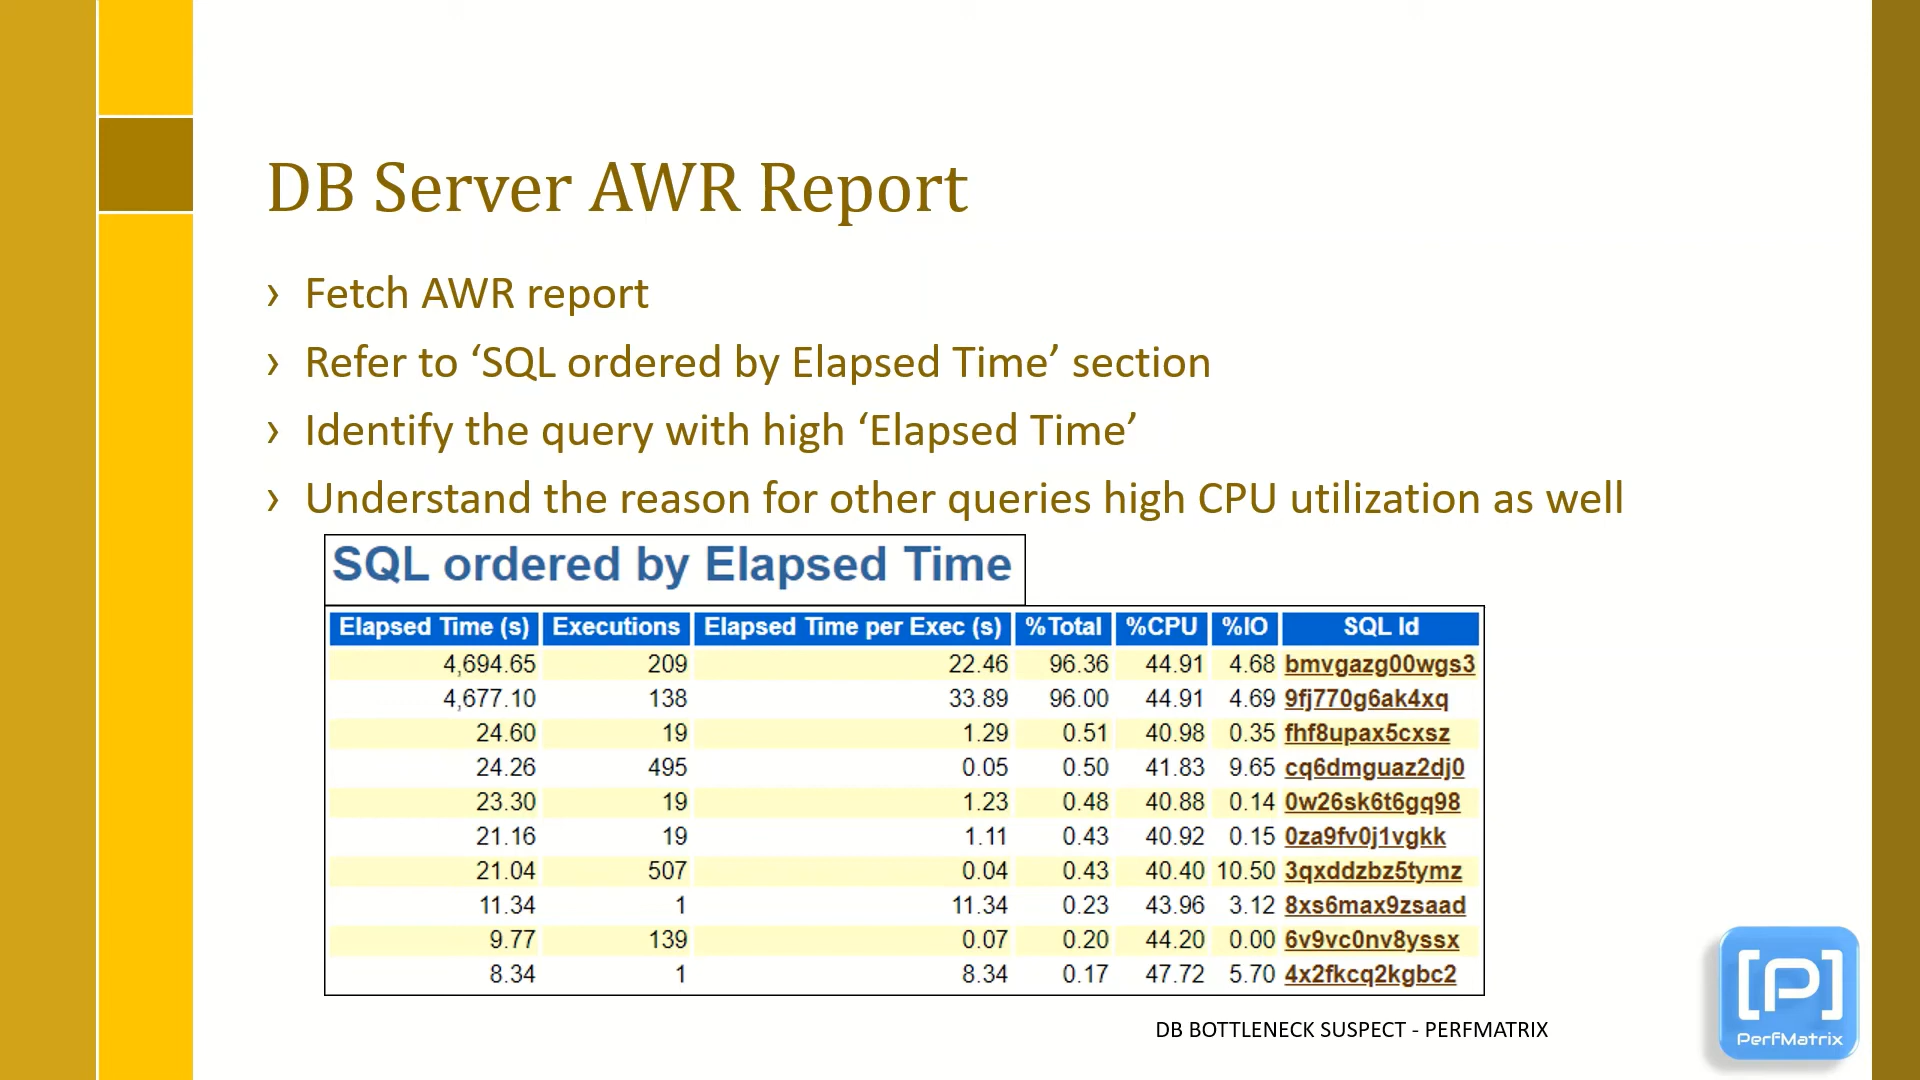 DB Server AWR Report
› Fetch AWR report
› Refer to ‘SQL ordered by Elapsed Time’ section
› Identify the query with high ‘Elapsed Time’
› Understand the reason for other queries high CPU utilization as well
SQL ordered by Elapsed Time
Elapsed Time (s) Executions Elapsed Time per Exec (s) %Total %CPU %IO SQL Id
4,694.65 209 22.46 96.36 44.91 4.68 bmvgazg00wgs3
4,677.10 138 33.89 96.00 44.91 4.69 9fj770g6ak4xq
24.60 19 1.29 0.51 40.98 0.35 fhf8upax5cxsz
24.26 495 0.05 0.50 41.83 9.65 cq6dmguaz2dj0
23.30 19 1.23 0.48 40.88 0.14 0w26sk6t6gq98
21.16 19 1.11 0.43 40.92 0.15 0za9fv0j1vgkk
21.04 507 0.04 0.43 40.40 10.50 3qxddzbz5tymz
11.34 1 11.34 0.23 43.96 3.12 8xs6max9zsaad
9.77 139 0.07 0.20 44.20 0.00 6v9vc0nv8yssx
8.34 1 8.34 0.17 47.72 5.70 4x2fkcq2kgbc2
DB BOTTLENECK SUSPECT - PERFMATRIX
[P]
PerfMatrix